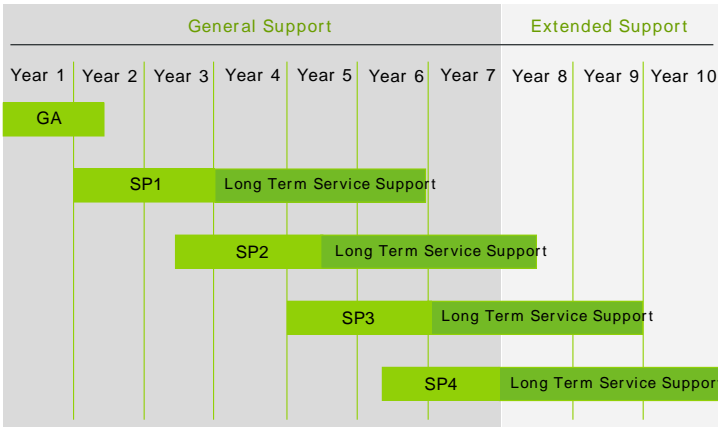 General Support Extended Support
Year 1 Year 2 Year 3 Year 4 Year 5 Year 6 Year 7 Year 8 Year 9 Year 10
GA
SP1 Long Term Service Support
SP2 Long Term Service Support
SP3 Long Term Service Support
SP4 Long Term Service Support